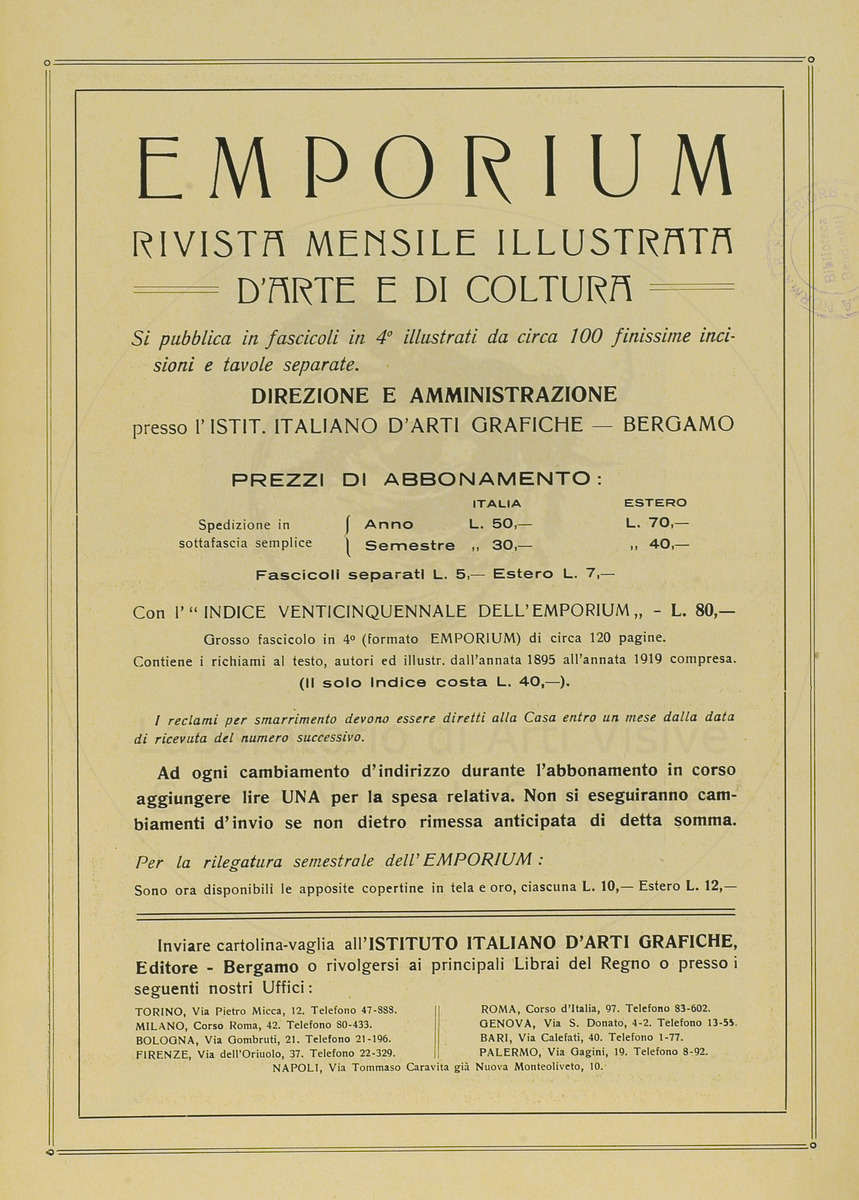 EMPORIUM
RIVISTA MENSILE ILLUSTRATA
D'ARTE E DI COLTURA
Si pubblica in fascicoli in 4º illustrati da circa 100 finissime inci-
sioni e tavole separate.
DIREZIONE E AMMINISTRAZIONE
presso l'ISTIT. ITALIANO D'ARTI GRAFICHE — BERGAMO
PREZZI DI ABBONAMENTO:
ITALIA ESTERO
Spedizione in sottafascia semplice
Anno L. 50,— L. 70,—
Semestre „ 30,— „ 40,—
Fascicoli separati L. 5,— Estero L. 7,—
Con l'“ INDICE VENTICINQUENNALE DELL'EMPORIUM „ - L. 80,—
Grosso fascicolo in 4º (formato EMPORIUM) di circa 120 pagine.
Contiene i richiami al testo, autori ed illustr. dall'annata 1895 all'annata 1919 compresa.
(Il solo Indice costa L. 40,—).
I reclami per smarrimento devono essere diretti alla Casa entro un mese dalla data
di ricevuta del numero successivo.
Ad ogni cambiamento d'indirizzo durante l'abbonamento in corso
aggiungere lire UNA per la spesa relativa. Non si eseguiranno cam-
biamenti d'invio se non dietro rimessa anticipata di detta somma.
Per la rilegatura semestrale dell'EMPORIUM:
Sono ora disponibili le apposite copertine in tela e oro, ciascuna L. 10,— Estero L. 12,—
Inviare cartolina-vaglia all'ISTITUTO ITALIANO D'ARTI GRAFICHE,
Editore - Bergamo o rivolgersi ai principali Librai del Regno o presso i
seguenti nostri Uffici:
TORINO, Via Pietro Micca, 12. Telefono 47-888.
MILANO, Corso Roma, 42. Telefono 80-433.
BOLOGNA, Via Gombruti, 21. Telefono 21-196.
FIRENZE, Via dell'Oriuolo, 37. Telefono 22-329.
ROMA, Corso d'Italia, 97. Telefono 83-602.
GENOVA, Via S. Donato, 4-2. Telefono 13-55.
BARI, Via Calefati, 40. Telefono 1-77.
PALERMO, Via Gagini, 19. Telefono 8-92.
NAPOLI, Via Tommaso Caravita già Nuova Monteoliveto, 10.
di Arti Visive